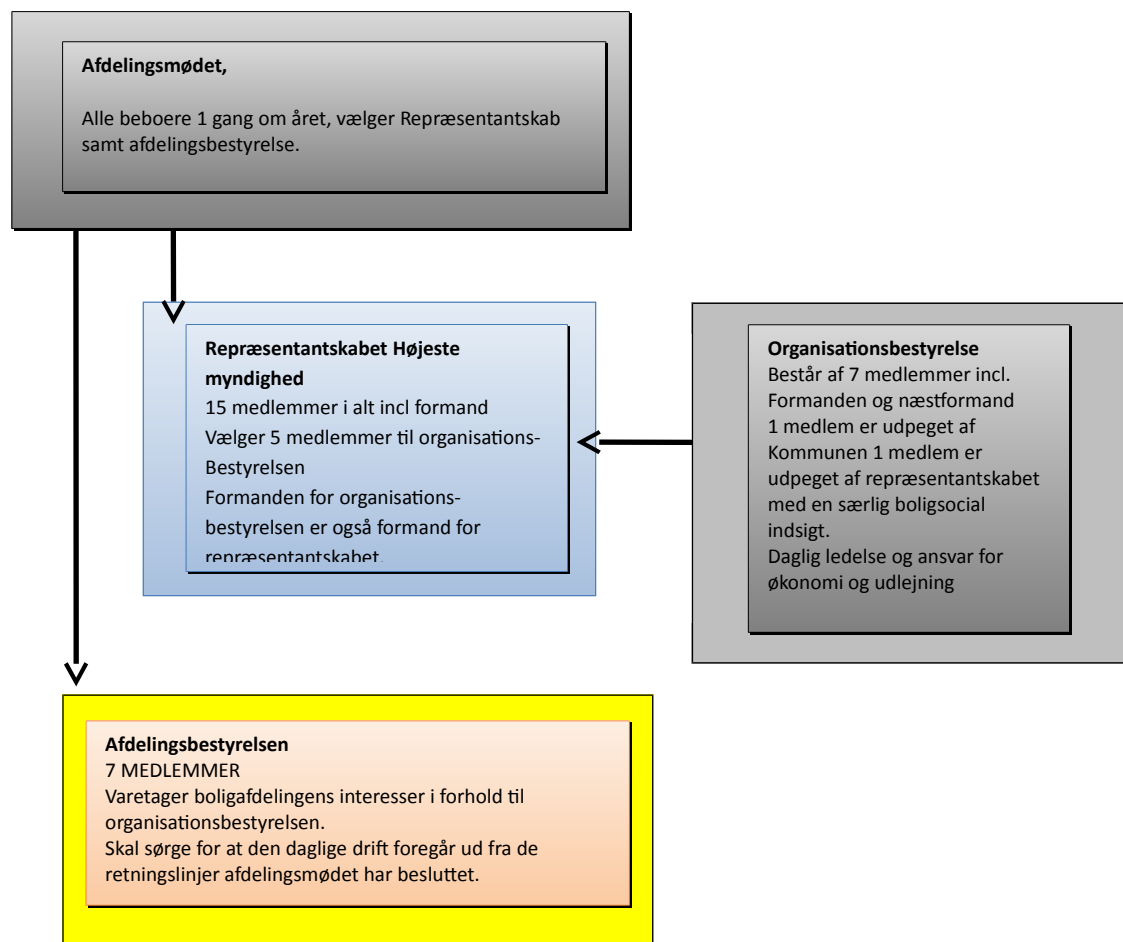 Afdelingsmødet,
Alle beboere 1 gang om året, vælger Repræsentantskab
samt afdelingsbestyrelse.
Repræsentantskabet Højeste
myndighed
15 medlemmer i alt incl formand
Vælger 5 medlemmer til organisations-
Bestyrelsen
Formanden for organisations-
bestyrelsen er også formand for
repræsentantskabet.
Organisationsbestyrelse
Består af 7 medlemmer incl.
Formanden og næstformand
1 medlem er udpeget af
Kommunen 1 medlem er
udpeget af repræsentantskabet
med en særlig boligsocial
indsigt.
Daglig ledelse og ansvar for
økonomi og udlejning
Afdelingsbestyrelsen
7 MEDLEMMER
Varetager boligafdelingens interesser i forhold til
organisationsbestyrelsen.
Skal sørge for at den daglige drift foregår ud fra de
retningslinjer afdelingsmødet har besluttet.